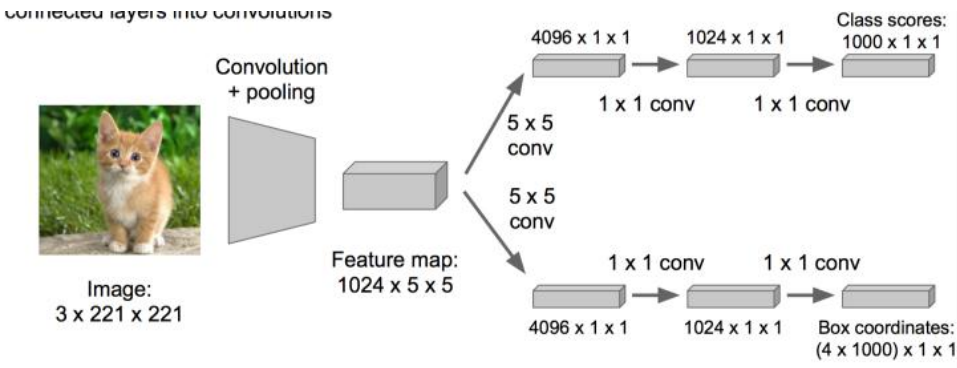 connected layers into convolutions
Class scores:
4096 x 1 x 1
1024 x 1 x 1
1000 x 1 x 1
Convolution
+ pooling
1 x 1 conv
1 x 1 conv
5 x 5
conv
5 x 5
conv
Feature map:
1024 x 5 x 5
Image:
3 x 221 x 221
1 x 1 conv
1 x 1 conv
4096 x 1 x 1
1024 x 1 x 1
Box coordinates:
(4 x 1000) x 1 x 1